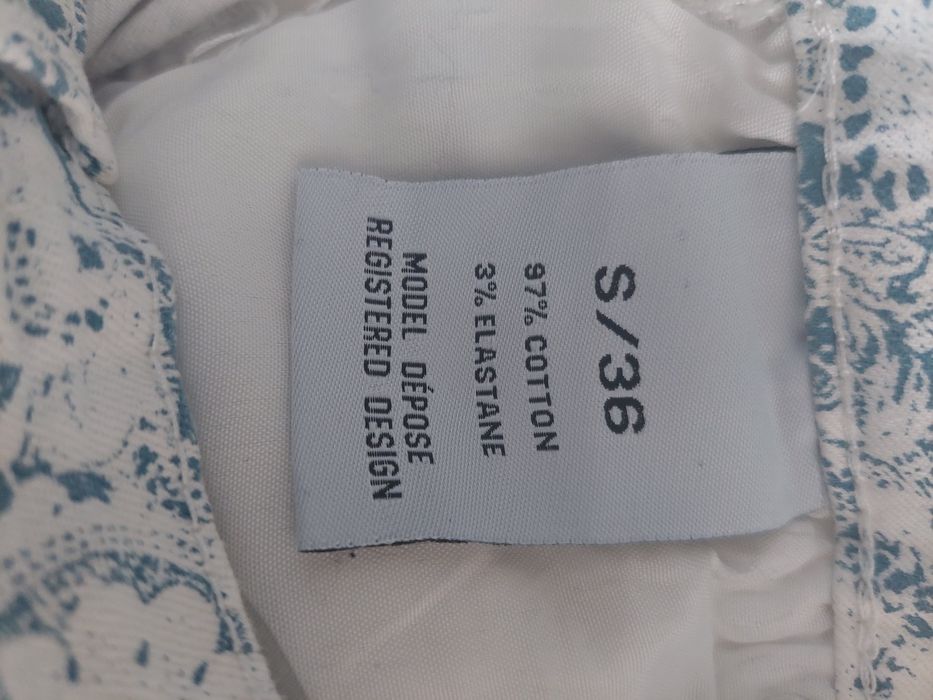 S/36
97% COTTON
3% ELASTANE
MODEL DÉPOSE
REGISTERED DESIGN